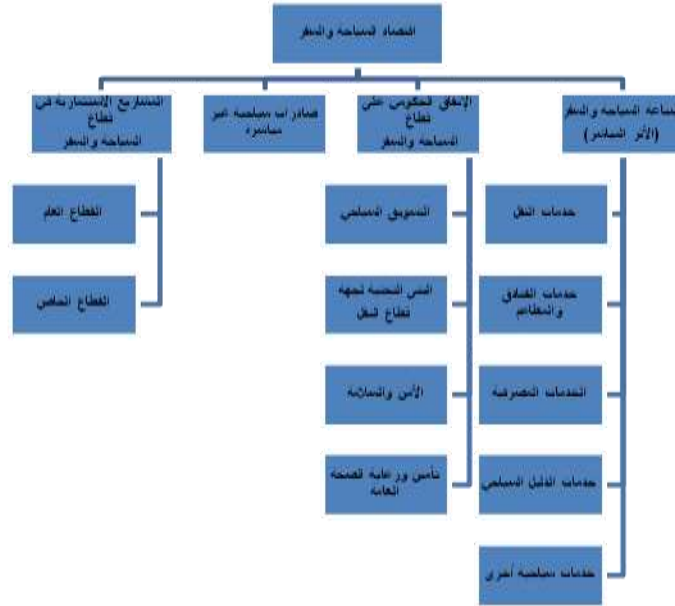 اقتصاد السياحة والسفر
صناعة السياحة والسفر
(الأثر المباشر)
خدمات النقل
خدمات الفنادق
والمطاعم
الخدمات المصرفية
خدمات الدليل السياحي
خدمات سياحية أخرى
الإنفاق الحكومي على
قطاع
السياحة والسفر
التسويق السياحي
البنى التحتية لجهة
قطاع النقل
الأمن والسلامة
تأمين ورعاية الصحة
العامة
صادرات سياحية غير
مباشرة
المشاريع الاستثمارية في
قطاع
السياحة والسفر
القطاع العام
القطاع الخاص